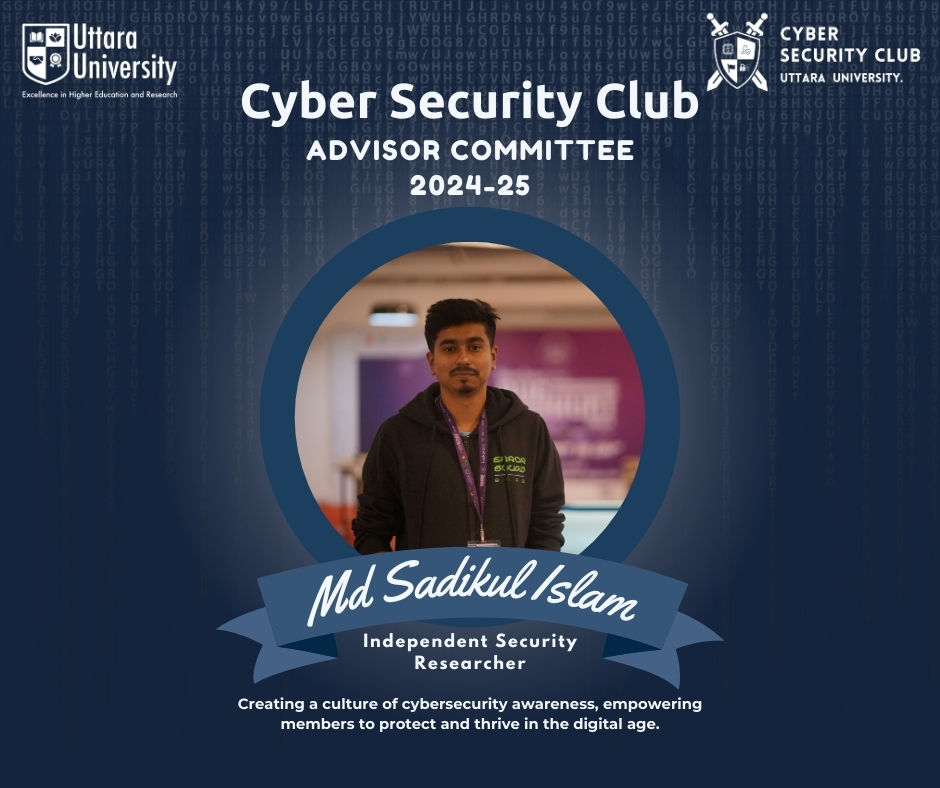 Uttara
University
Excellence in Higher Education and Research
CYBER
SECURITY CLUB
UTTARA UNIVERSITY.
Cyber Security Club
ADVISOR COMMITTEE
2024-25
Md Sadikul Islam
Independent Security
Researcher
Creating a culture of cybersecurity awareness, empowering
members to protect and thrive in the digital age.